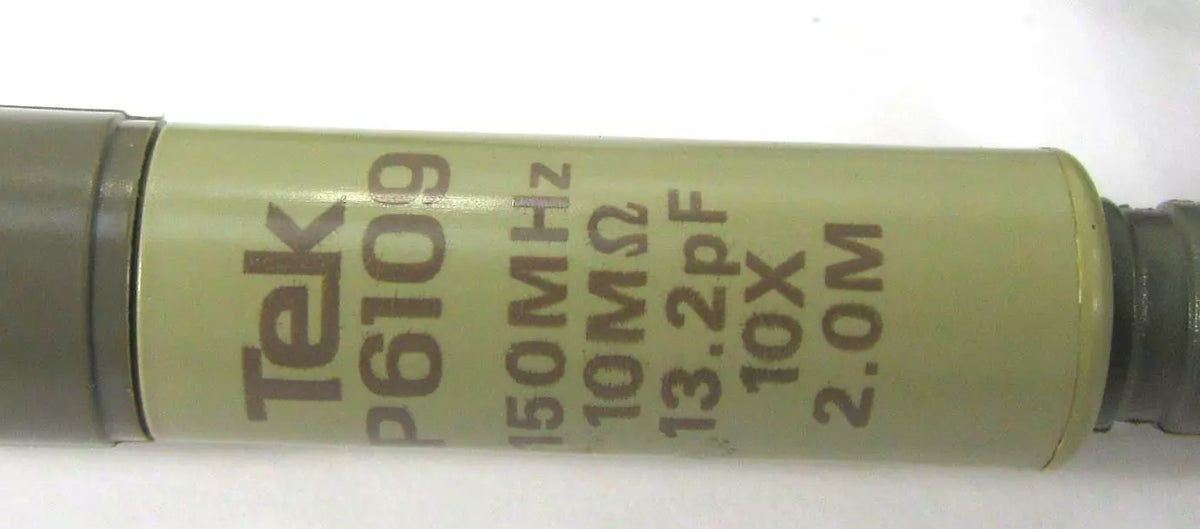 Tek
P6109
150MHz
10MΩ
13.2pF
10X
2.0M